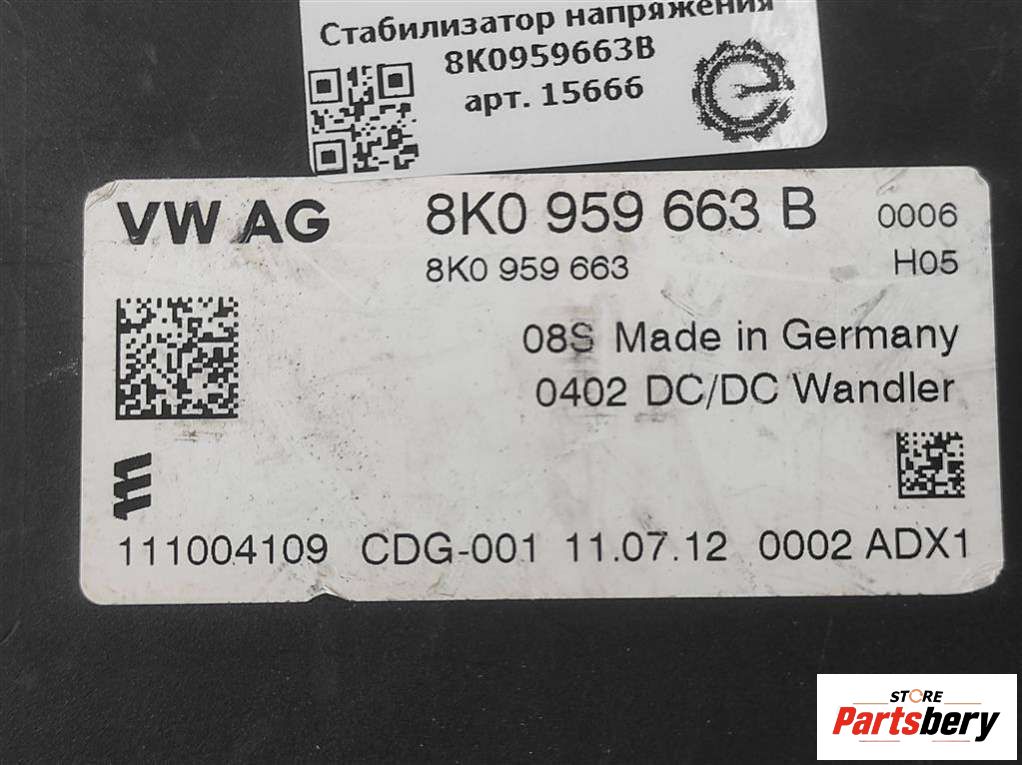 Стабилизатор напряжения
8K0959663B
арт. 15666
VW AG 8K0 959 663 B 0006
8K0 959 663 H05
08S Made in Germany
0402 DC/DC Wandler
111004109 CDG-001 11.07.12 0002 ADX1
STORE
Partsbery